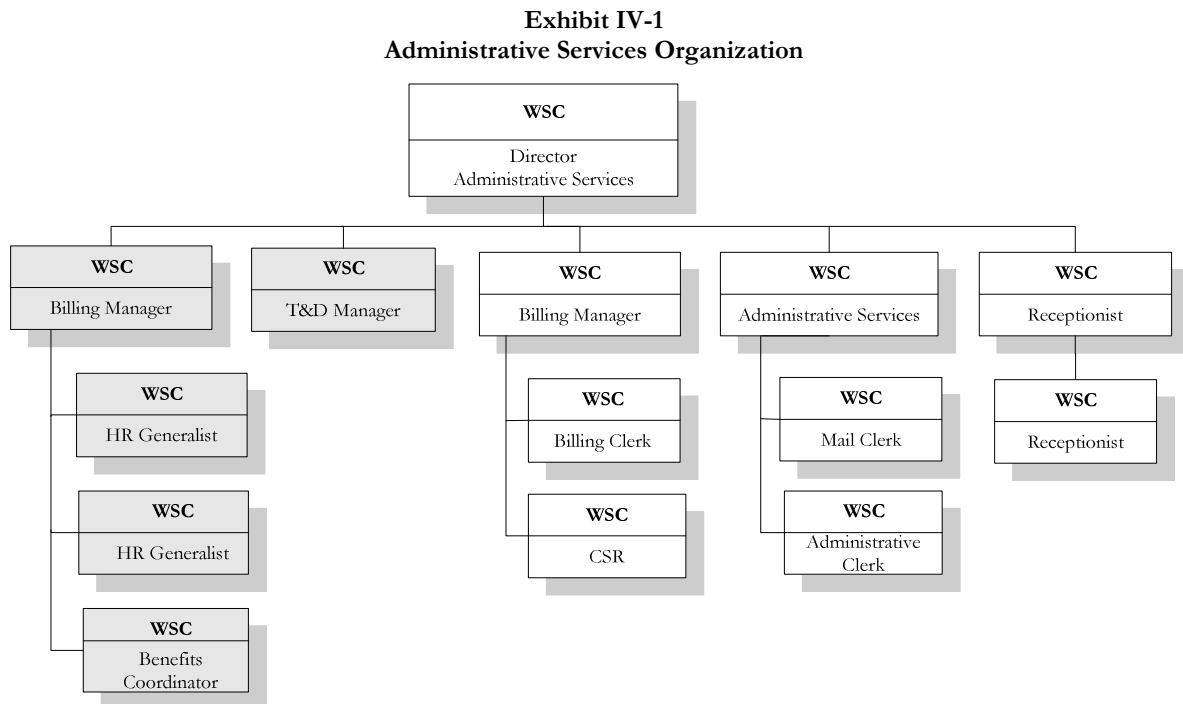 Exhibit IV-1
Administrative Services Organization
WSC
Director
Administrative Services
WSC
Billing Manager
WSC
T&D Manager
WSC
Billing Manager
WSC
Administrative Services
WSC
Receptionist
WSC
HR Generalist
WSC
HR Generalist
WSC
Benefits
Coordinator
WSC
Billing Clerk
WSC
CSR
WSC
Mail Clerk
WSC
Administrative
Clerk
WSC
Receptionist